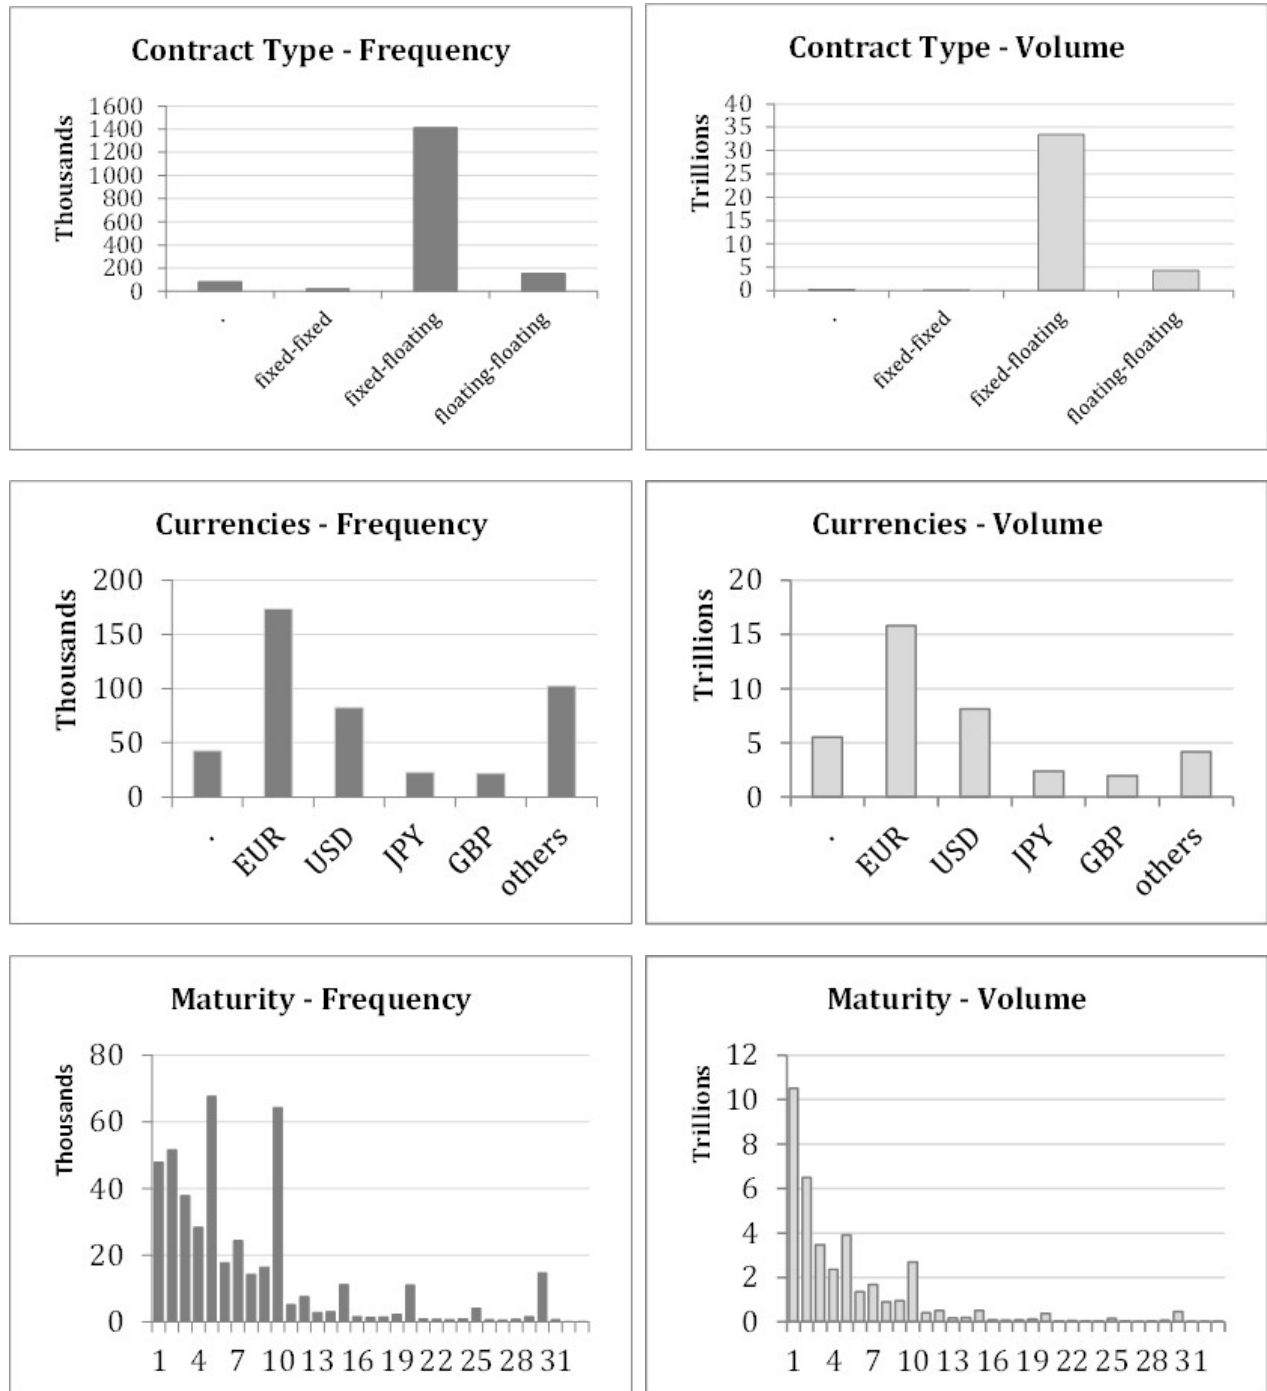 Contract Type - Frequency
Thousands
1600
1400
1200
1000
800
600
400
200
0
.
fixed-fixed
fixed-floating
floating-floating
Contract Type - Volume
Trillions
40
35
30
25
20
15
10
5
0
.
fixed-fixed
fixed-floating
floating-floating
Currencies - Frequency
Thousands
200
150
100
50
0
.
EUR
USD
JPY
GBP
others
Currencies - Volume
Trillions
20
15
10
5
0
.
EUR
USD
JPY
GBP
others
Maturity - Frequency
Thousands
80
60
40
20
0
1 4 7 10 13 16 19 22 25 28 31
Maturity - Volume
Trillions
12
10
8
6
4
2
0
1 4 7 10 13 16 19 22 25 28 31